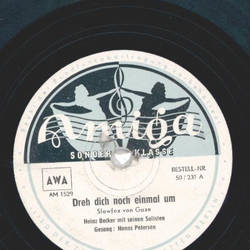 Amiga
SONDER KLASSE
BESTELL-NR.
50/231 A
AWA
AM 1529
Dreh dich noch einmal um
Slowfox von Gaze
Heinz Becker mit seinen Solisten
Gesang: Nanns Petersen